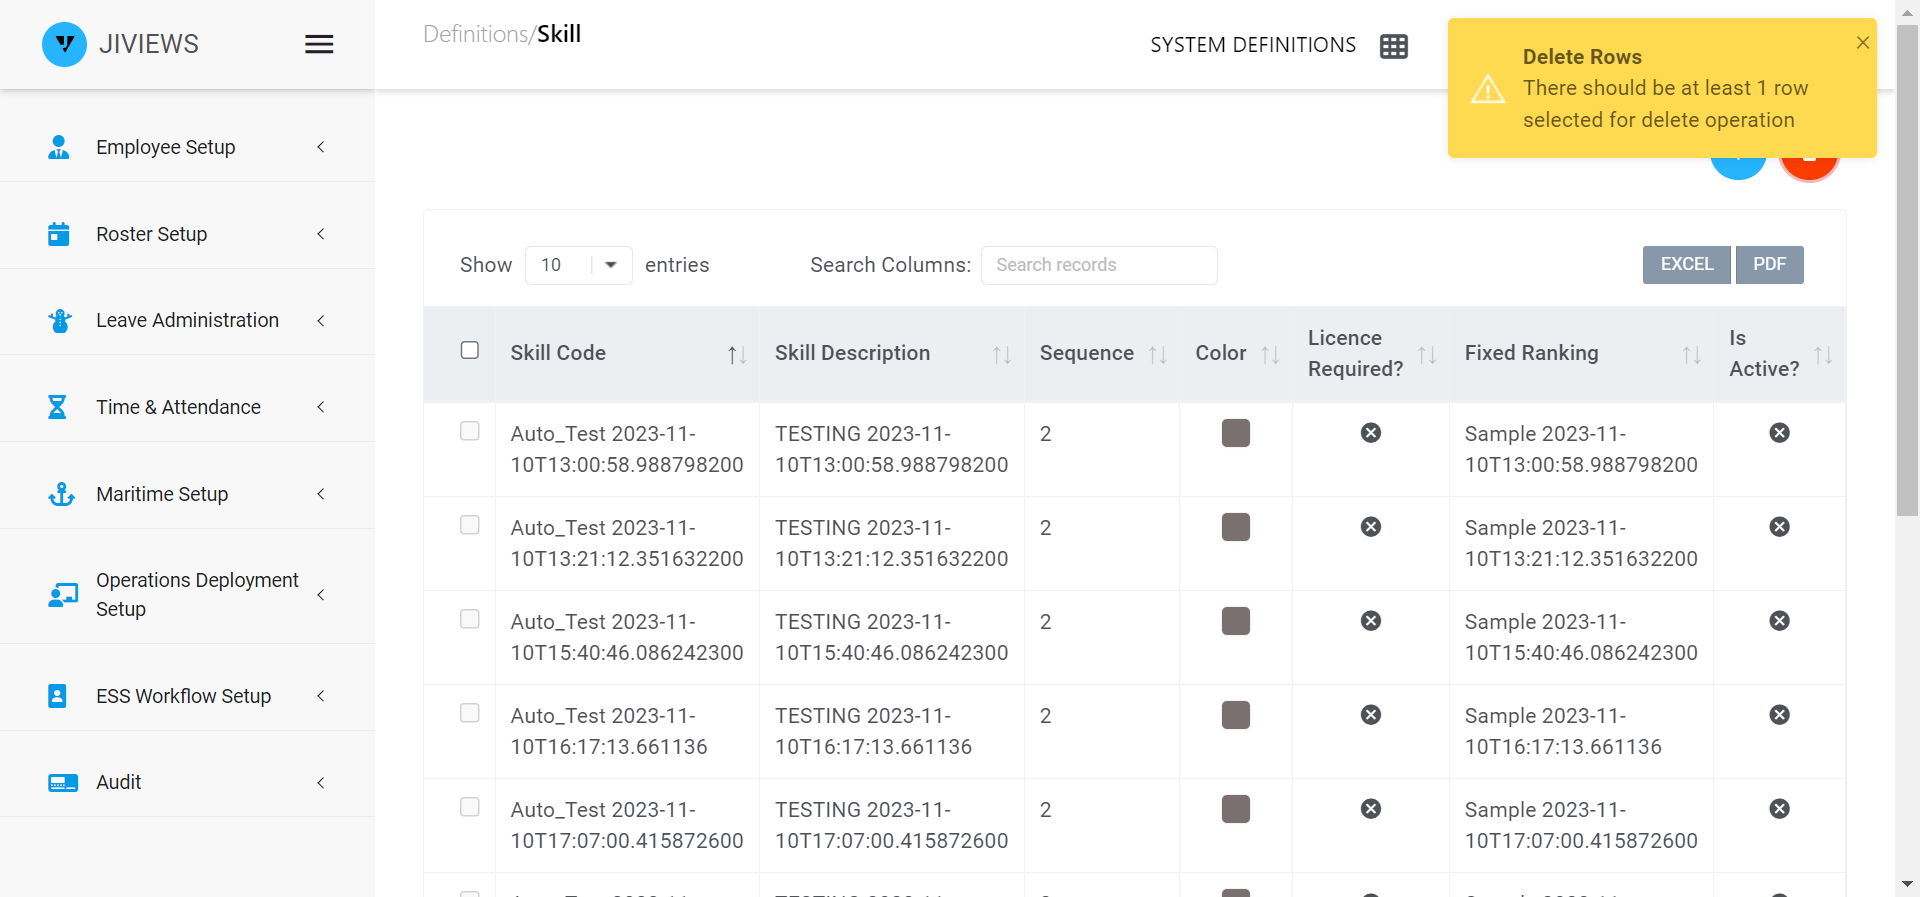 JIVIEWS
Definitions/Skill
SYSTEM DEFINITIONS
Delete Rows
There should be at least 1 row
selected for delete operation
Employee Setup
Roster Setup
Leave Administration
Time & Attendance
Maritime Setup
Operations Deployment
Setup
ESS Workflow Setup
Audit
Show 10 entries
Search Columns: Search records
EXCEL PDF
Skill Code
Skill Description
Sequence
Color
Licence
Required?
Fixed Ranking
Is
Active?
Auto_Test 2023-11-
10T13:00:58.988798200
TESTING 2023-11-
10T13:00:58.988798200
2
Sample 2023-11-
10T13:00:58.988798200
Auto_Test 2023-11-
10T13:21:12.351632200
TESTING 2023-11-
10T13:21:12.351632200
2
Sample 2023-11-
10T13:21:12.351632200
Auto_Test 2023-11-
10T15:40:46.086242300
TESTING 2023-11-
10T15:40:46.086242300
2
Sample 2023-11-
10T15:40:46.086242300
Auto_Test 2023-11-
10T16:17:13.661136
TESTING 2023-11-
10T16:17:13.661136
2
Sample 2023-11-
10T16:17:13.661136
Auto_Test 2023-11-
10T17:07:00.415872600
TESTING 2023-11-
10T17:07:00.415872600
2
Sample 2023-11-
10T17:07:00.415872600